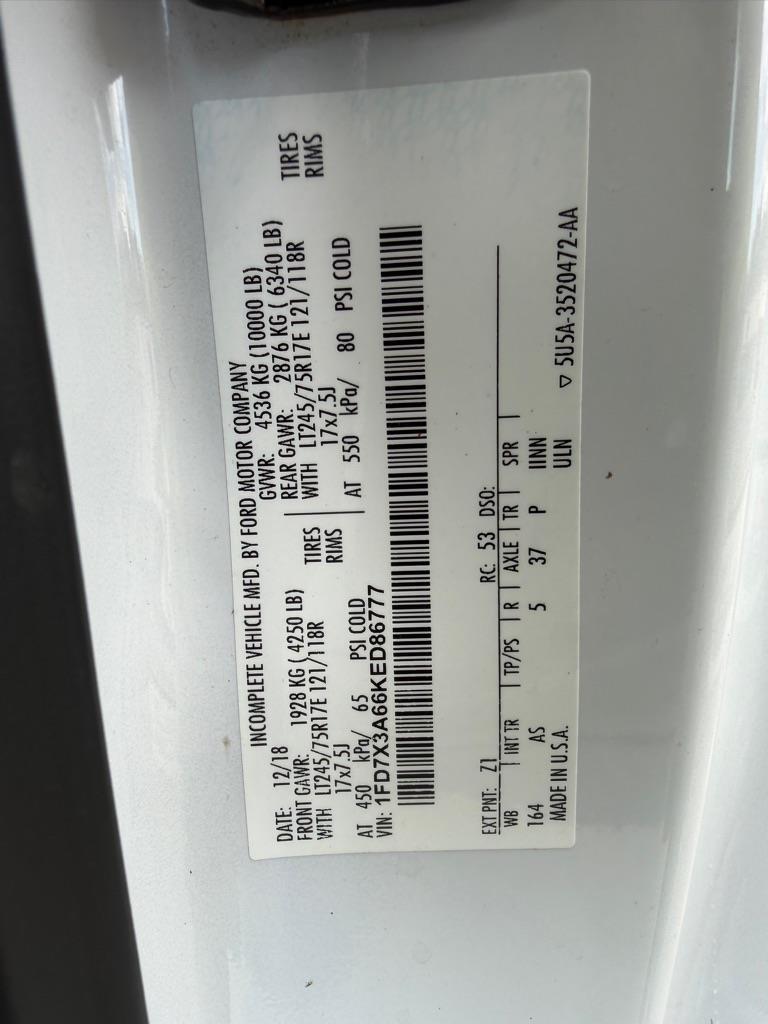 INCOMPLETE VEHICLE MFD. BY FORD MOTOR COMPANY
DATE: 12/18 GVWR: 4536 KG (10000 LB)
FRONT GAWR: 1928 KG ( 4250 LB) REAR GAWR: 2876 KG ( 6340 LB)
WITH LT245/75R17E 121/118R TIRES WITH LT245/75R17E 121/118R TIRES
17x7.5J RIMS 17x7.5J RIMS
AT 450 kPa/ 65 PSI COLD AT 550 kPa/ 80 PSI COLD
VIN: 1FD7X3A66KED86777
EXT PNT: Z1 RC: 53 DSO:
WB INT TR TP/PS R AXLE TR SPR
164 AS 5 37 P IINN
MADE IN U.S.A. ULN
▽ 5U5A-3520472-AA